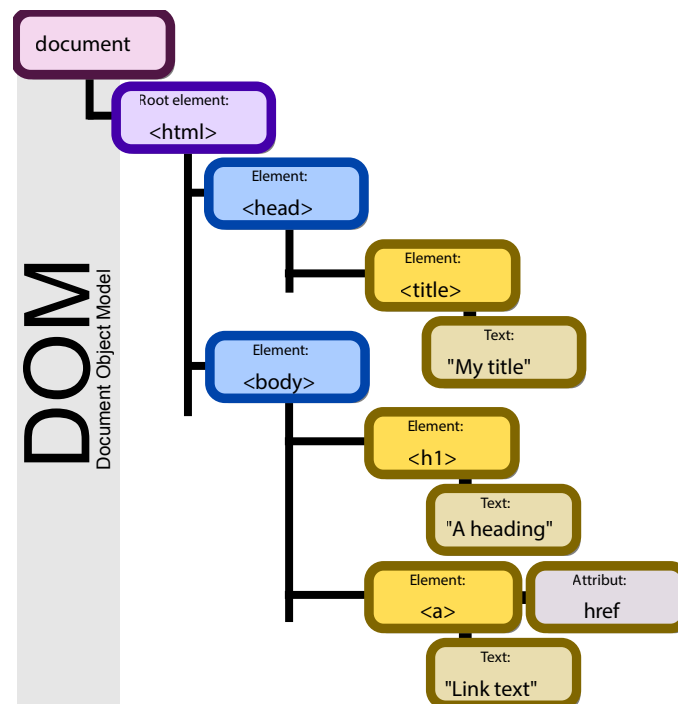 document
Root element:
<html>
Element:
<head>
Element:
<title>
Text:
"My title"
Element:
<body>
Element:
<h1>
Text:
"A heading"
Element:
<a>
Attribut:
href
Text:
"Link text"
DOM
Document Object Model